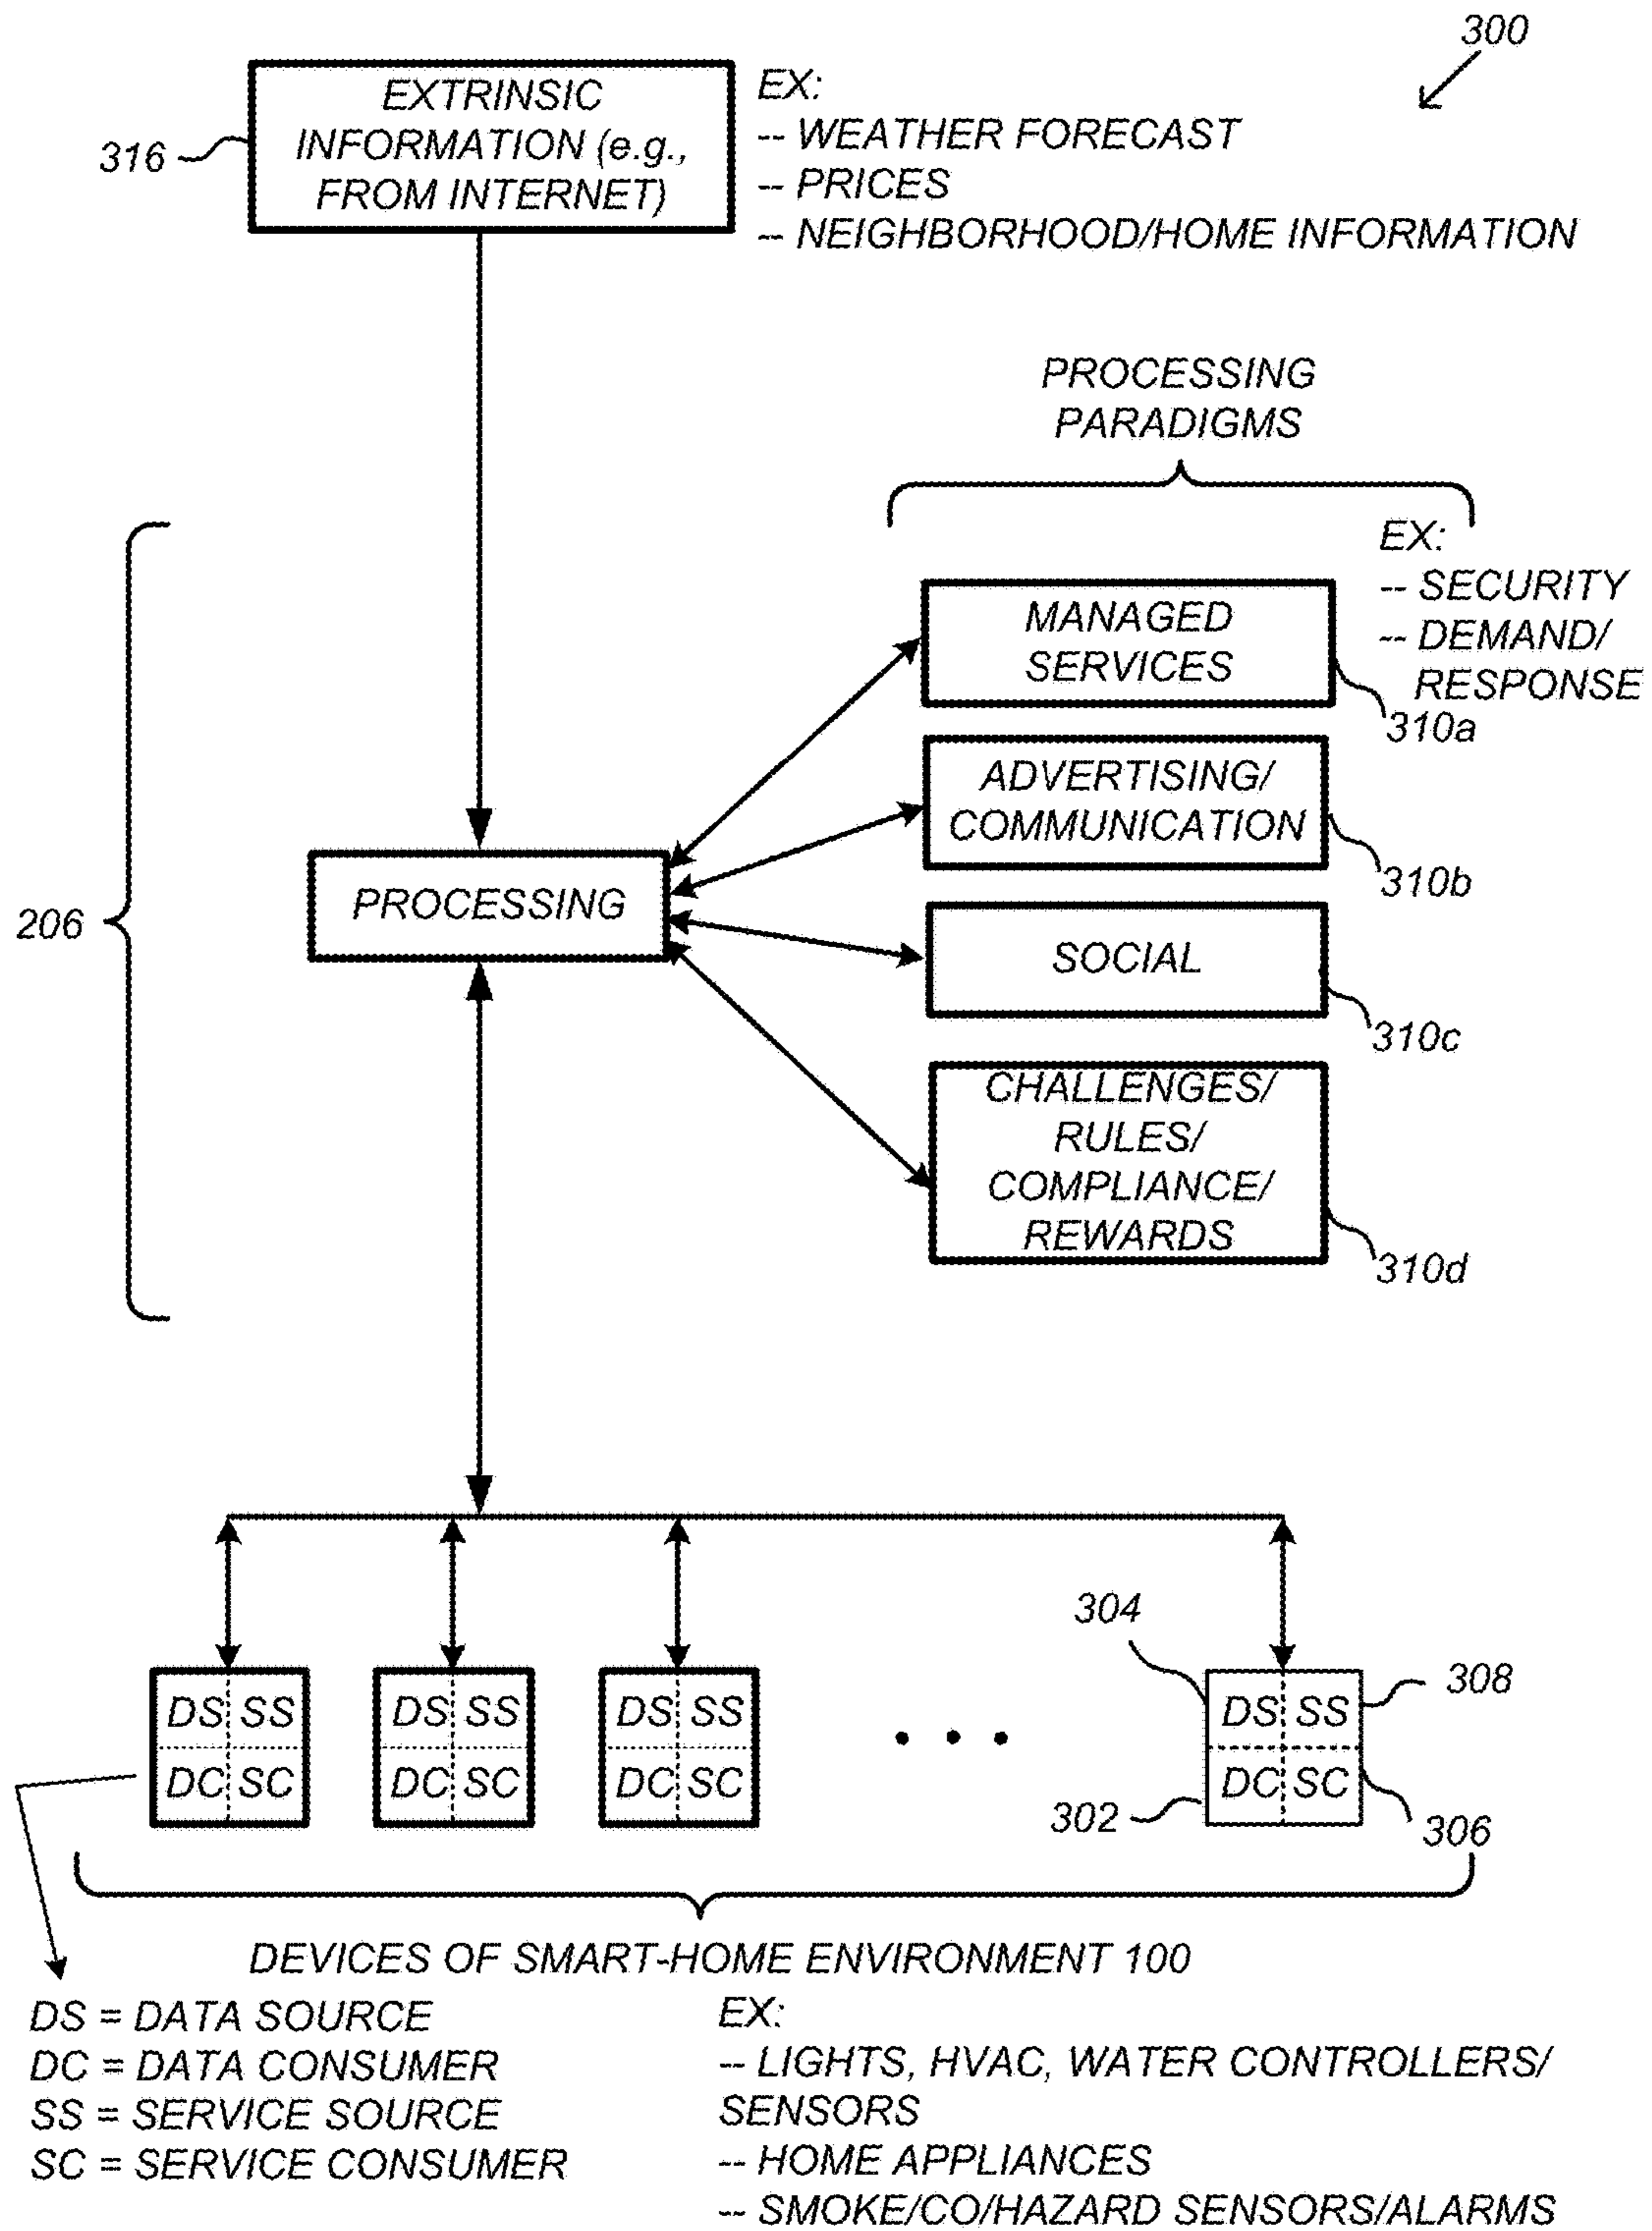 300
EXTRINSIC
INFORMATION (e.g.,
FROM INTERNET)
316
EX:
-- WEATHER FORECAST
-- PRICES
-- NEIGHBORHOOD/HOME INFORMATION
PROCESSING
PARADIGMS
EX:
-- SECURITY
-- DEMAND/
RESPONSE
MANAGED
SERVICES
310a
ADVERTISING/
COMMUNICATION
310b
206
PROCESSING
SOCIAL
310c
CHALLENGES/
RULES/
COMPLIANCE/
REWARDS
310d
304
308
DS SS
DC SC
DS SS
DC SC
DS SS
DC SC
DS SS
DC SC
302
306
DEVICES OF SMART-HOME ENVIRONMENT 100
DS = DATA SOURCE
DC = DATA CONSUMER
SS = SERVICE SOURCE
SC = SERVICE CONSUMER
EX:
-- LIGHTS, HVAC, WATER CONTROLLERS/
SENSORS
-- HOME APPLIANCES
-- SMOKE/CO/HAZARD SENSORS/ALARMS